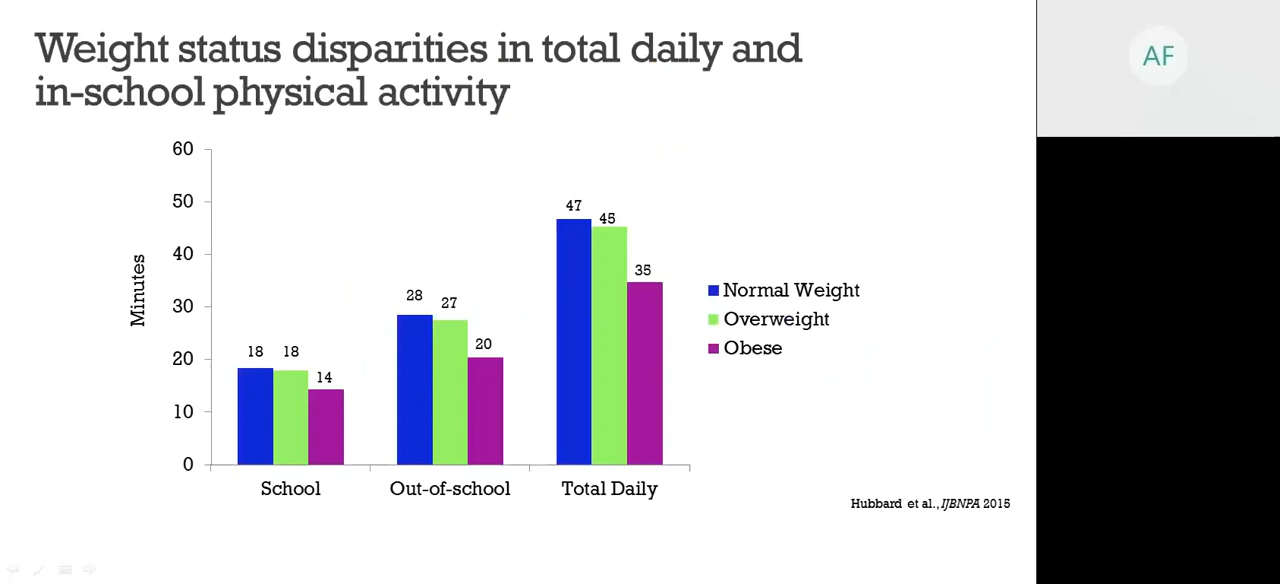 Weight status disparities in total daily and
in-school physical activity
AF
60
50
40
30
20
10
0
Minutes
18 18 14
28 27 20
47 45 35
School Out-of-school Total Daily
Normal Weight
Overweight
Obese
Hubbard et al., IJBNPA 2015